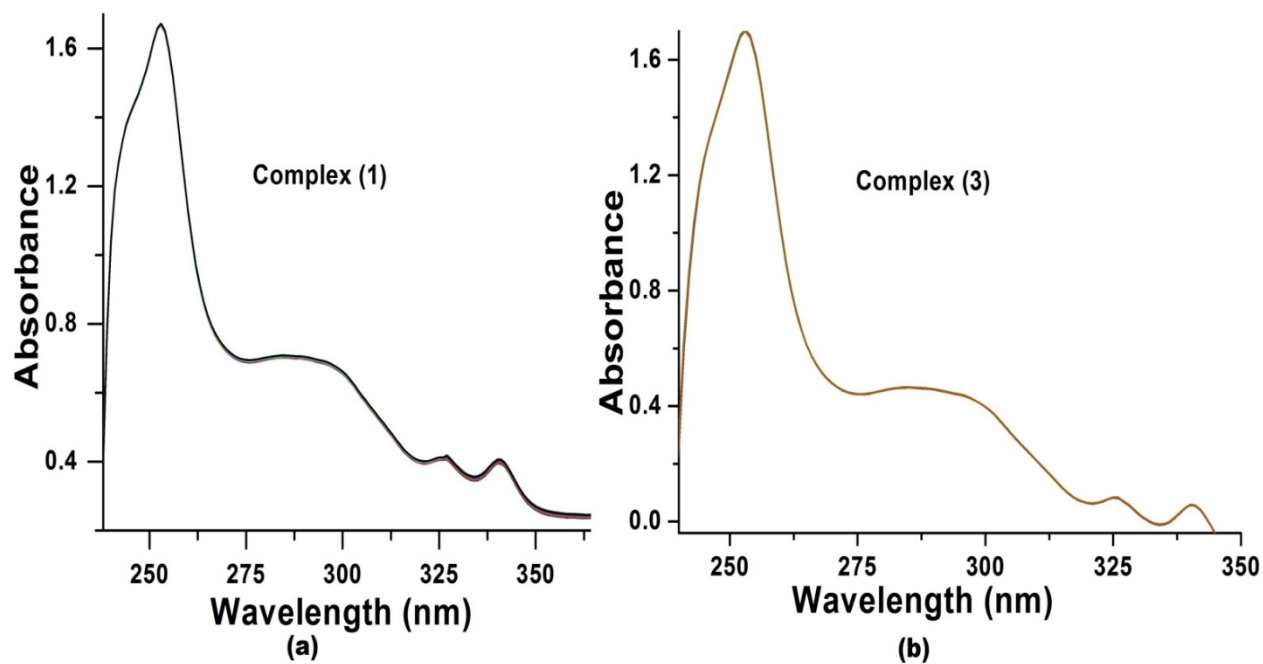 1.6
1.2
0.8
0.4
Absorbance
Complex (1)
250 275 300 325 350
Wavelength (nm)
(a)
1.6
1.2
0.8
0.4
0.0
Absorbance
Complex (3)
250 275 300 325 350
Wavelength (nm)
(b)